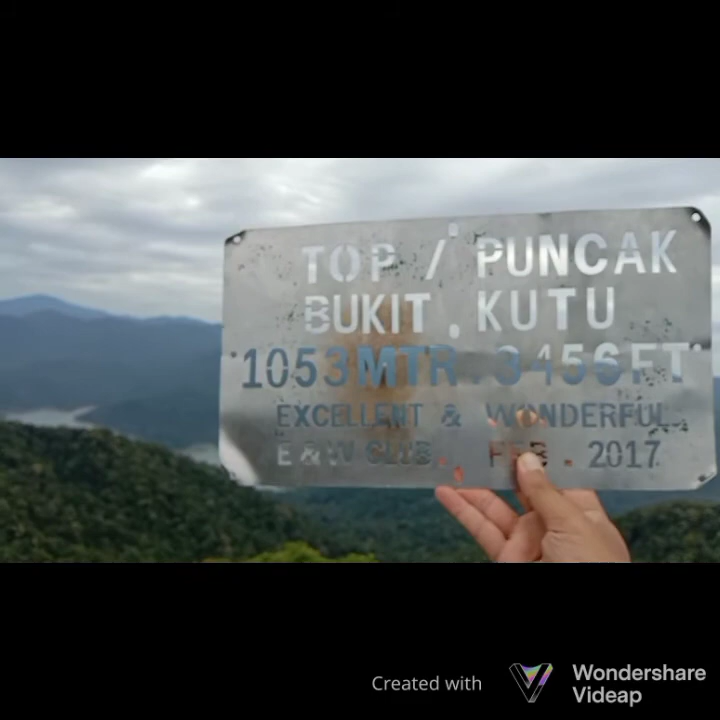 TOP / PUNCAK
BUKIT . KUTU
1053MTR . 3456FT
EXCELLENT & WONDERFUL
E & W CLUB . FEB . 2017
Created with
Wondershare
Videap